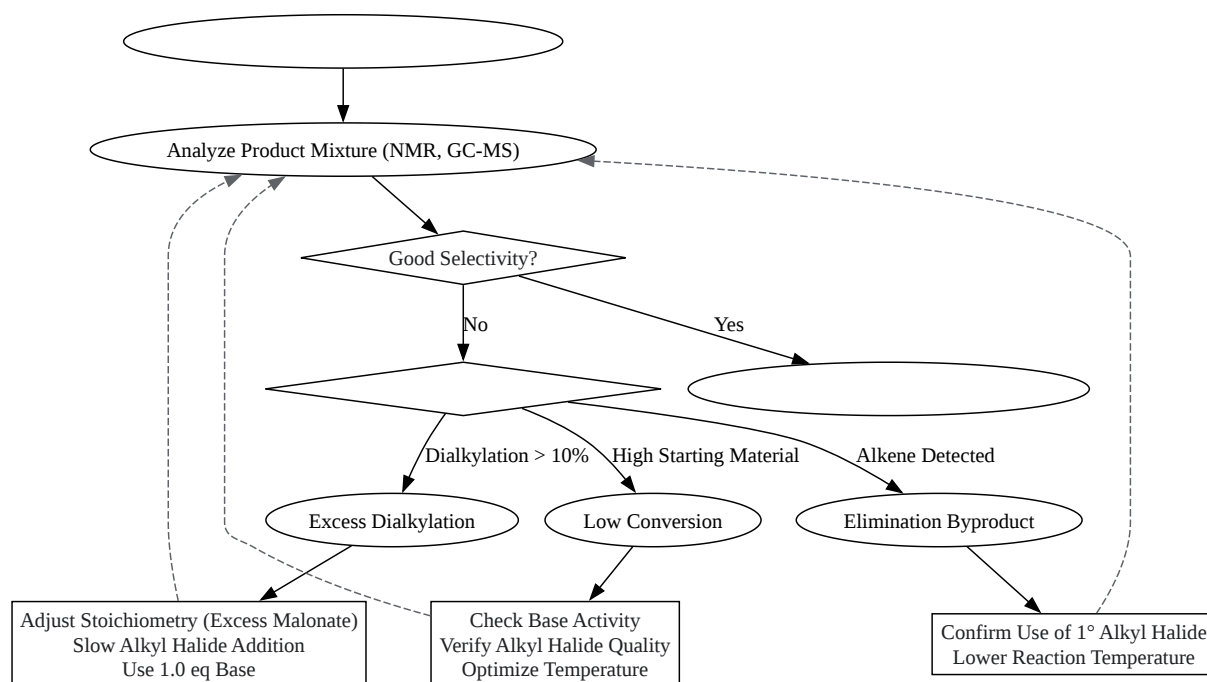 Analyze Product Mixture (NMR, GC-MS)
Good Selectivity?
No
Yes
Dialkylation > 10%
High Starting Material
Alkene Detected
Excess Dialkylation
Low Conversion
Elimination Byproduct
Adjust Stoichiometry (Excess Malonate)
Slow Alkyl Halide Addition
Use 1.0 eq Base
Check Base Activity
Verify Alkyl Halide Quality
Optimize Temperature
Confirm Use of 1° Alkyl Halide
Lower Reaction Temperature